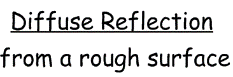 Diffuse Reflection
from a rough surface